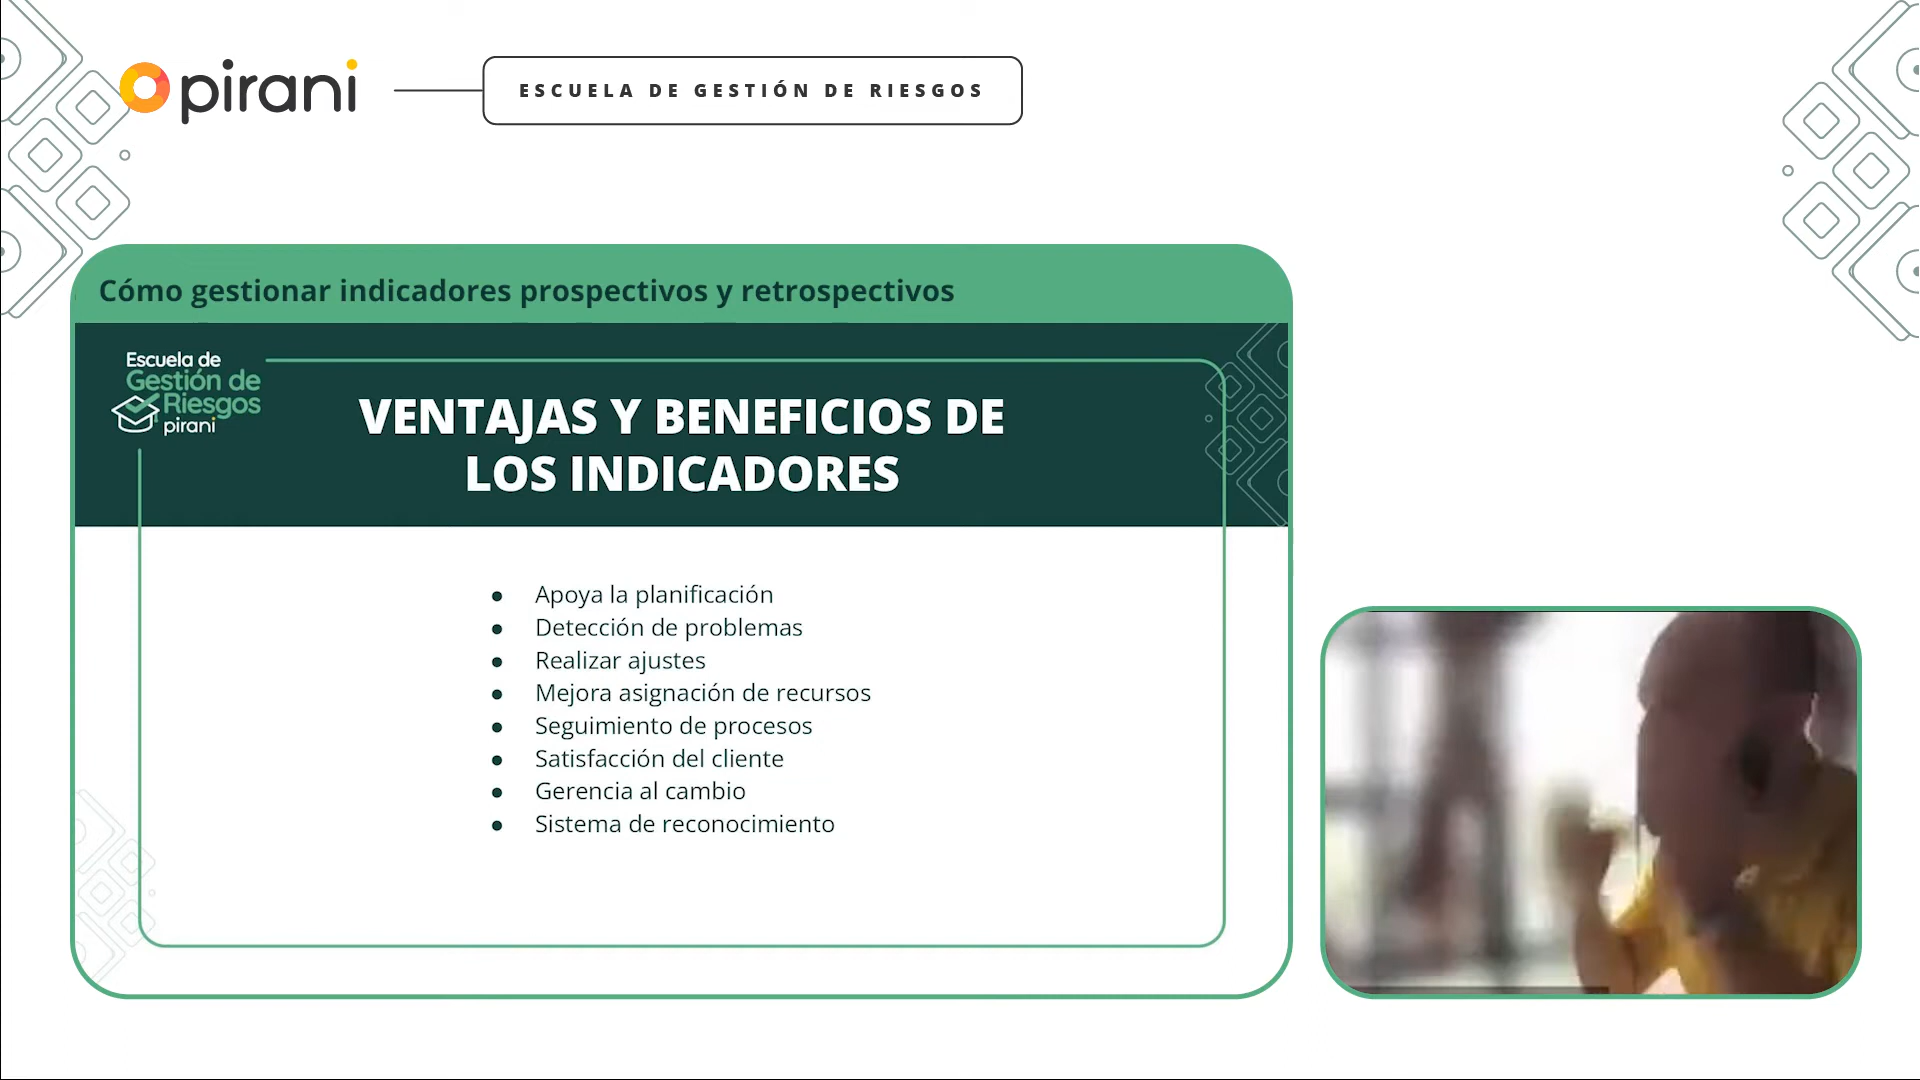 pirani
ESCUELA DE GESTIÓN DE RIESGOS
Cómo gestionar indicadores prospectivos y retrospectivos
Escuela de
Gestión de
Riesgos
pirani
VENTAJAS Y BENEFICIOS DE
LOS INDICADORES
● Apoya la planificación
● Detección de problemas
● Realizar ajustes
● Mejora asignación de recursos
● Seguimiento de procesos
● Satisfacción del cliente
● Gerencia al cambio
● Sistema de reconocimiento